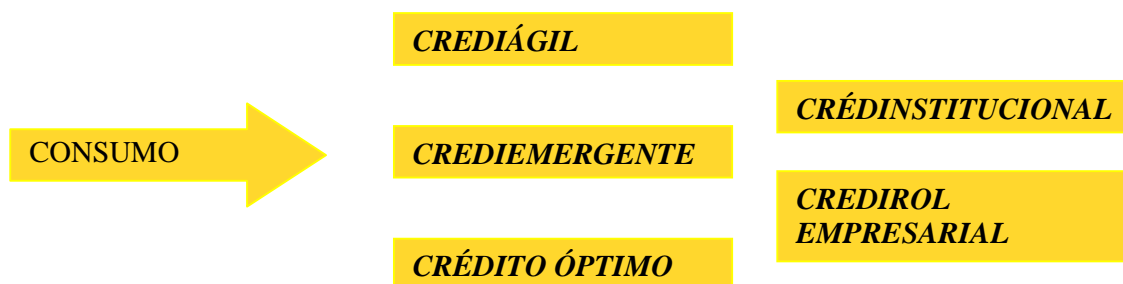 CONSUMO
CREDIÁGIL
CREDIEMERGENTE
CRÉDITO ÓPTIMO
CRÉDINSTITUCIONAL
CREDIROL
EMPRESARIAL